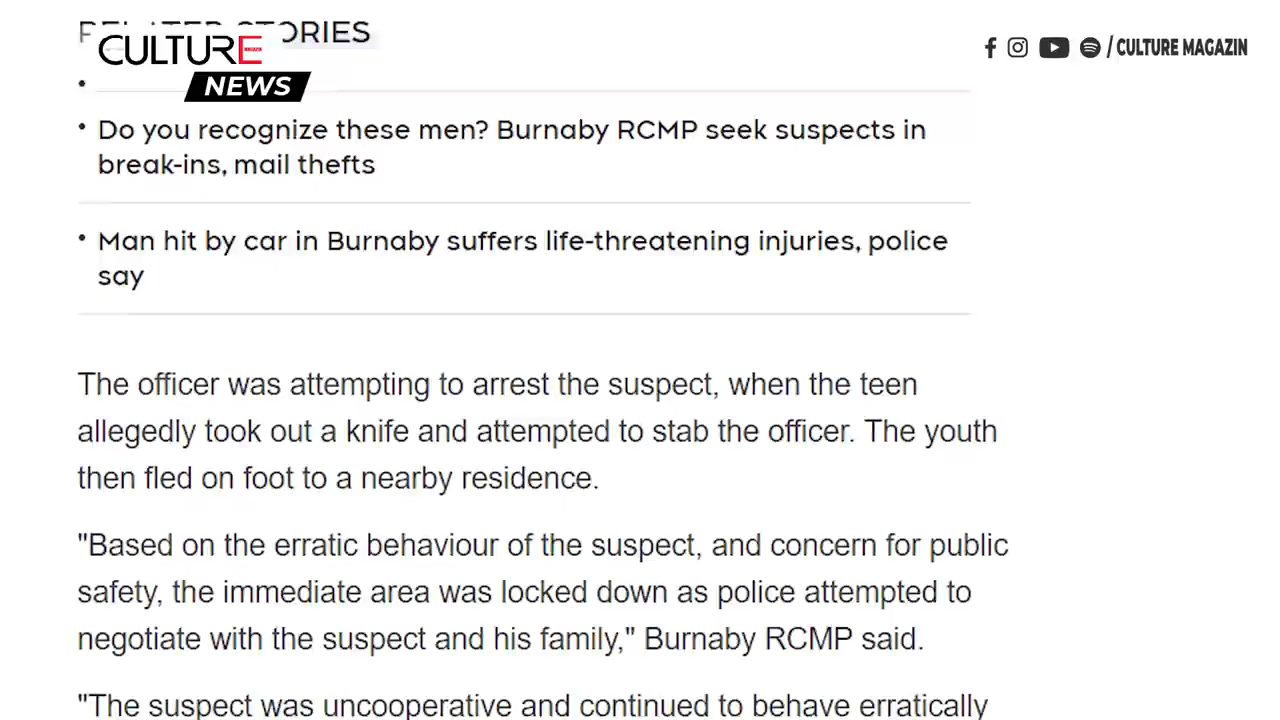 RELATED STORIES
CULTURE
NEWS
/ CULTURE MAGAZIN
• Do you recognize these men? Burnaby RCMP seek suspects in
break-ins, mail thefts
• Man hit by car in Burnaby suffers life-threatening injuries, police
say
The officer was attempting to arrest the suspect, when the teen
allegedly took out a knife and attempted to stab the officer. The youth
then fled on foot to a nearby residence.
"Based on the erratic behaviour of the suspect, and concern for public
safety, the immediate area was locked down as police attempted to
negotiate with the suspect and his family," Burnaby RCMP said.
"The suspect was uncooperative and continued to behave erratically